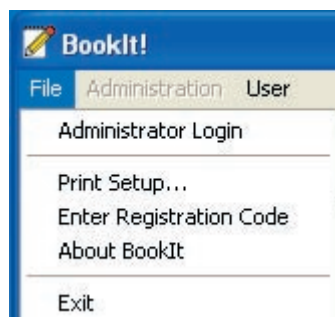 BookIt!
File Administration User
Administrator Login
Print Setup...
Enter Registration Code
About BookIt
Exit